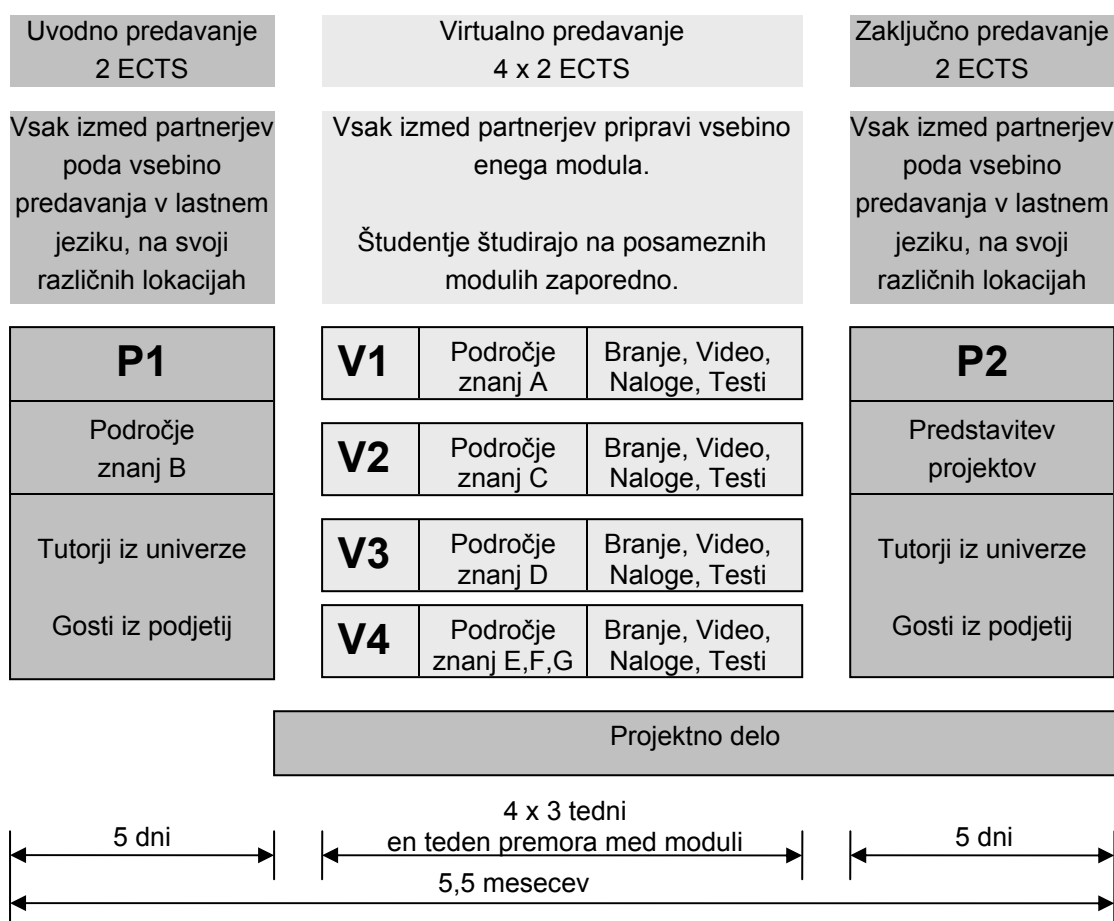 Uvodno predavanje
2 ECTS
Virtualno predavanje
4 x 2 ECTS
Zaključno predavanje
2 ECTS
Vsak izmed partnerjev
poda vsebino
predavanja v lastnem
jeziku, na svoji
različnih lokacijah
Vsak izmed partnerjev pripravi vsebino
enega modula.
Študentje študirajo na posameznih
modulih zaporedno.
Vsak izmed partnerjev
poda vsebino
predavanja v lastnem
jeziku, na svoji
različnih lokacijah
P1
Področje
znanj B
Tutorji iz univerze
Gosti iz podjetij
V1
Področje
znanj A
Branje, Video,
Naloge, Testi
V2
Področje
znanj C
Branje, Video,
Naloge, Testi
V3
Področje
znanj D
Branje, Video,
Naloge, Testi
V4
Področje
znanj E,F,G
Branje, Video,
Naloge, Testi
P2
Predstavitev
projektov
Tutorji iz univerze
Gosti iz podjetij
Projektno delo
5 dni
4 x 3 tedni
en teden premora med moduli
5 dni
5,5 mesecev